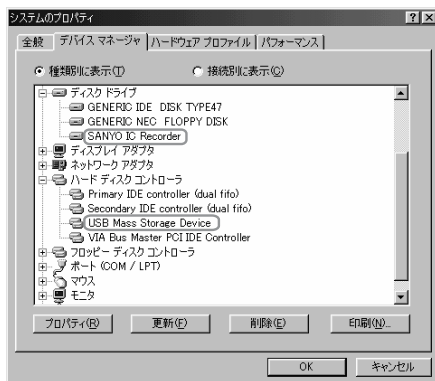 システムのプロパティ
全般 デバイス マネージャ ハードウェア プロファイル パフォーマンス
種類別に表示(T) 接続別に表示(C)
ディスク ドライブ
GENERIC IDE DISK TYPE47
GENERIC NEC FLOPPY DISK
SANYO IC Recorder
ディスプレイ アダプタ
ネットワーク アダプタ
ハード ディスク コントローラ
Primary IDE controller (dual fifo)
Secondary IDE controller (dual fifo)
USB Mass Storage Device
VIA Bus Master PCI IDE Controller
フロッピー ディスク コントローラ
ポート (COM / LPT)
マウス
モニタ
プロパティ(R) 更新(F) 削除(E) 印刷(N)...
OK キャンセル